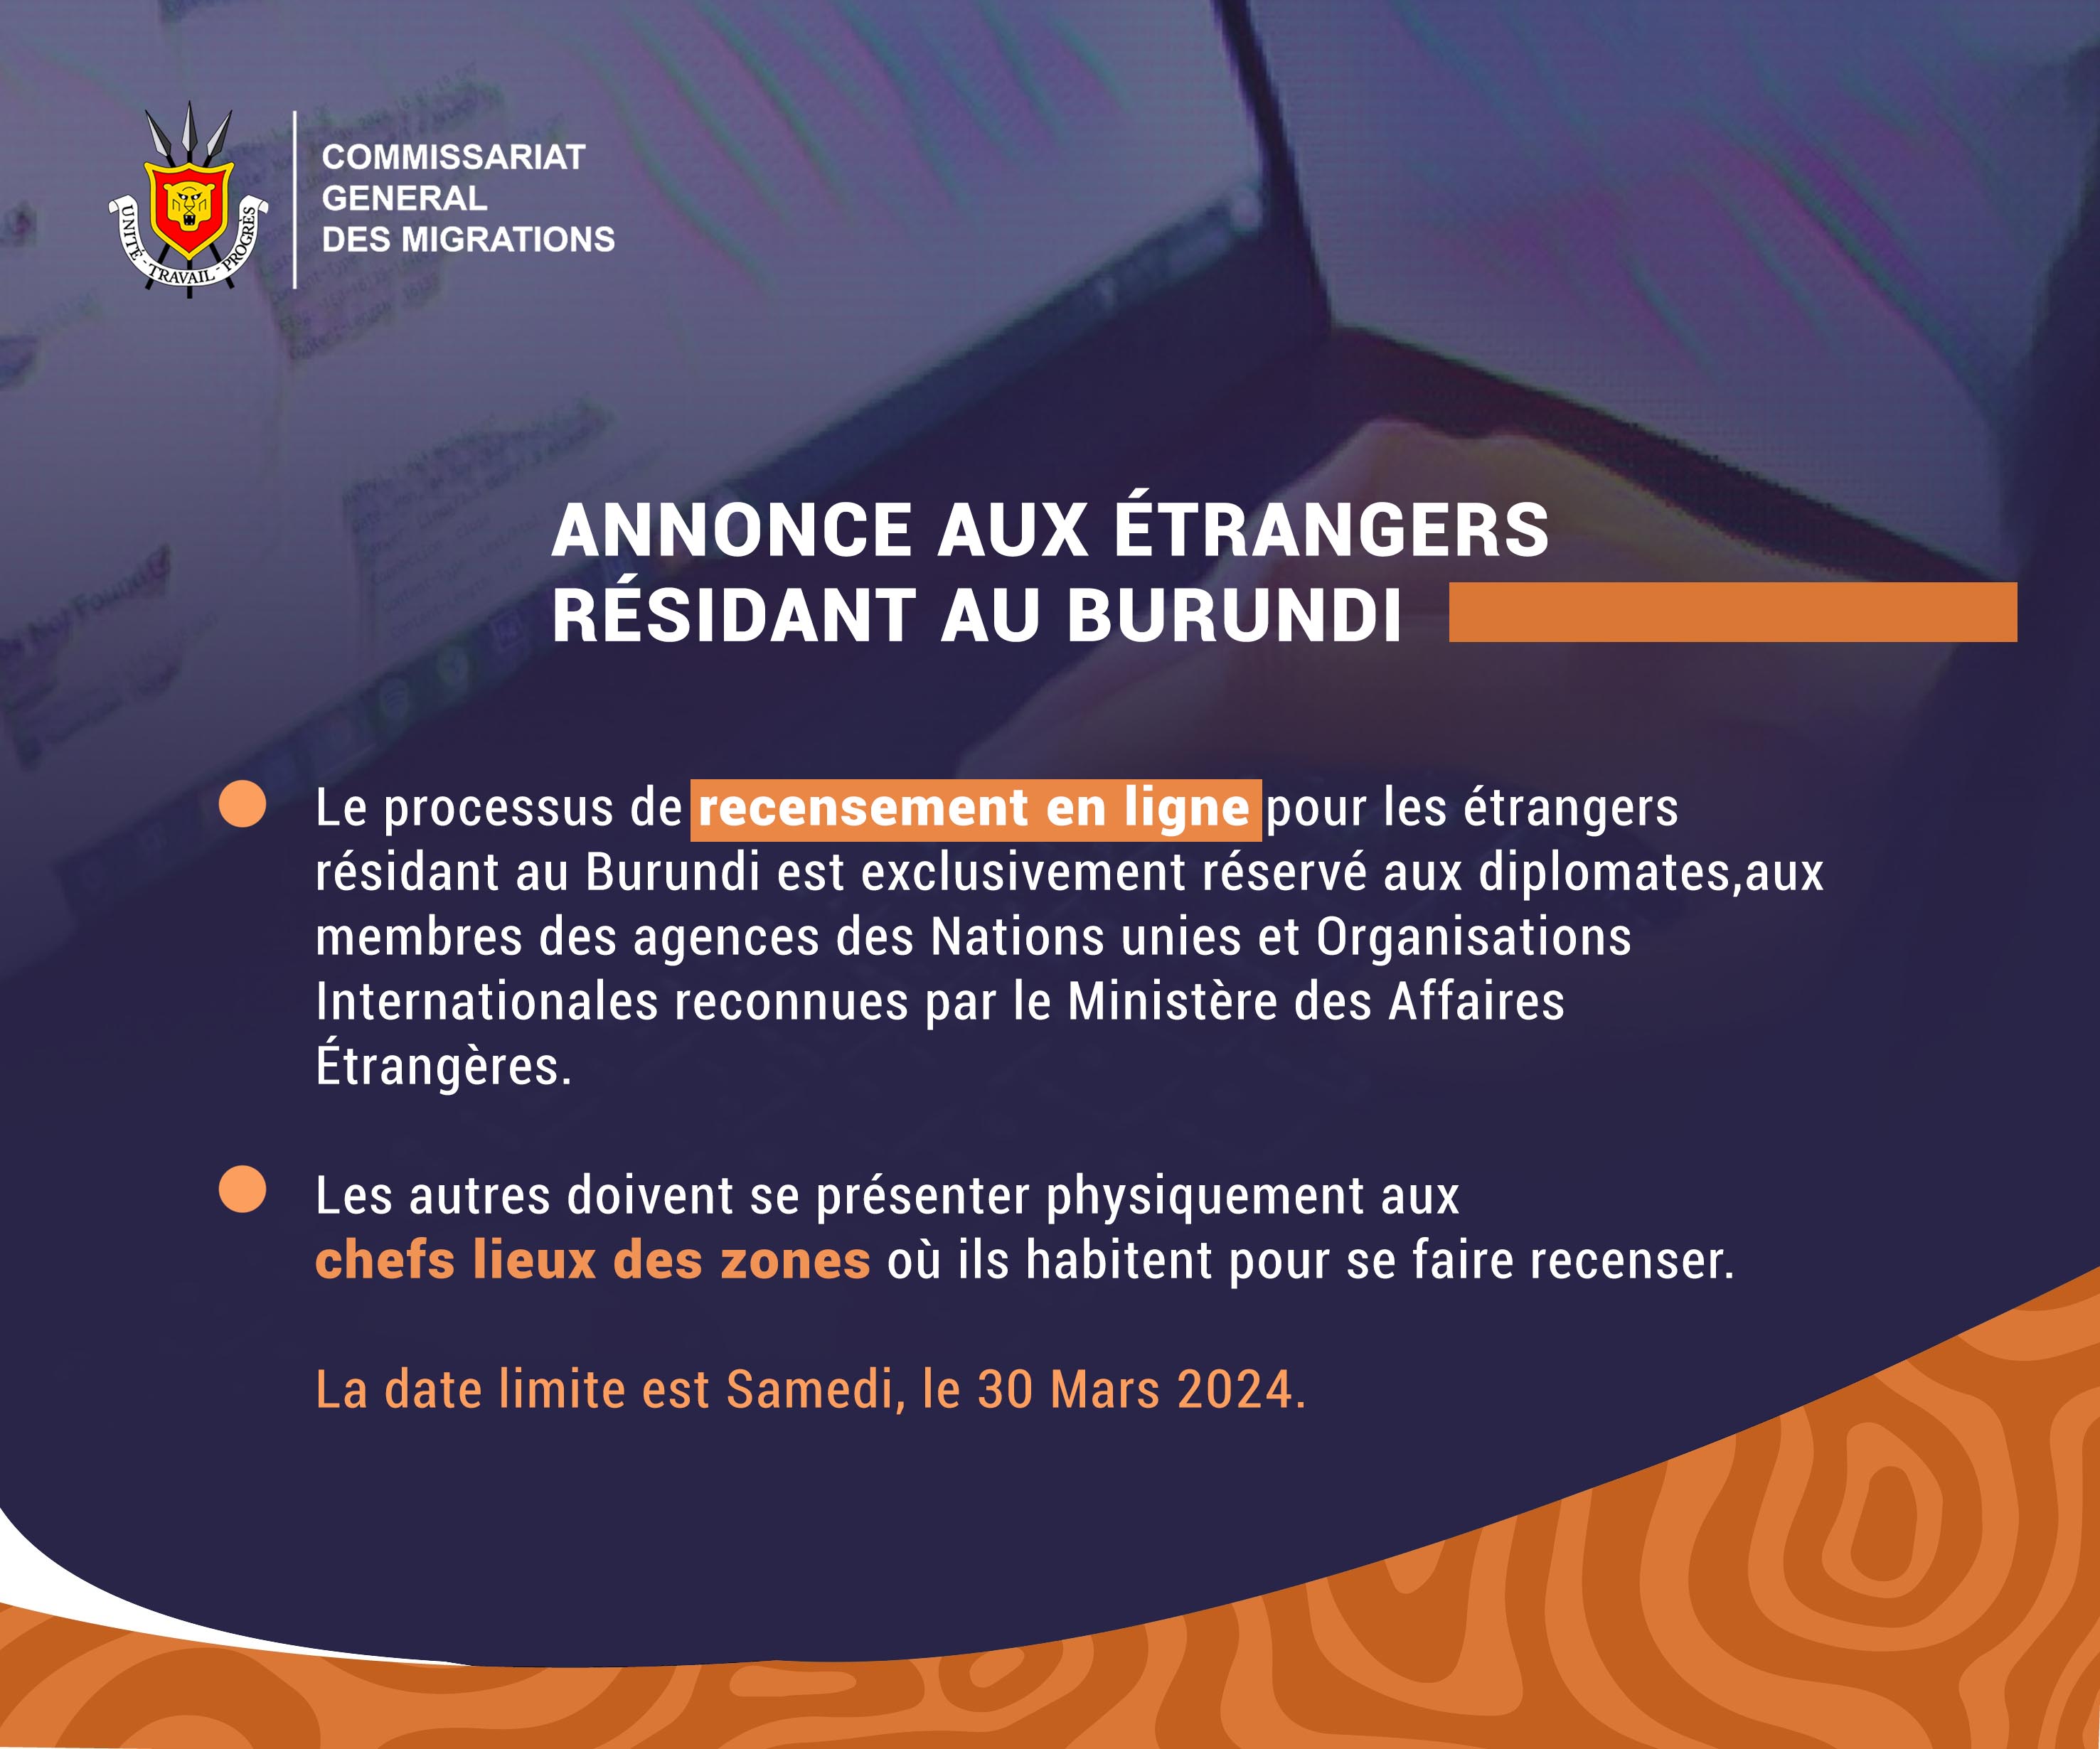 UNITÉ - TRAVAIL - PROGRÈS
COMMISSARIAT
GENERAL
DES MIGRATIONS
ANNONCE AUX ÉTRANGERS
RÉSIDANT AU BURUNDI
Le processus de recensement en ligne pour les étrangers
résidant au Burundi est exclusivement réservé aux diplomates,aux
membres des agences des Nations unies et Organisations
Internationales reconnues par le Ministère des Affaires
Étrangères.
Les autres doivent se présenter physiquement aux
chefs lieux des zones où ils habitent pour se faire recenser.
La date limite est Samedi, le 30 Mars 2024.